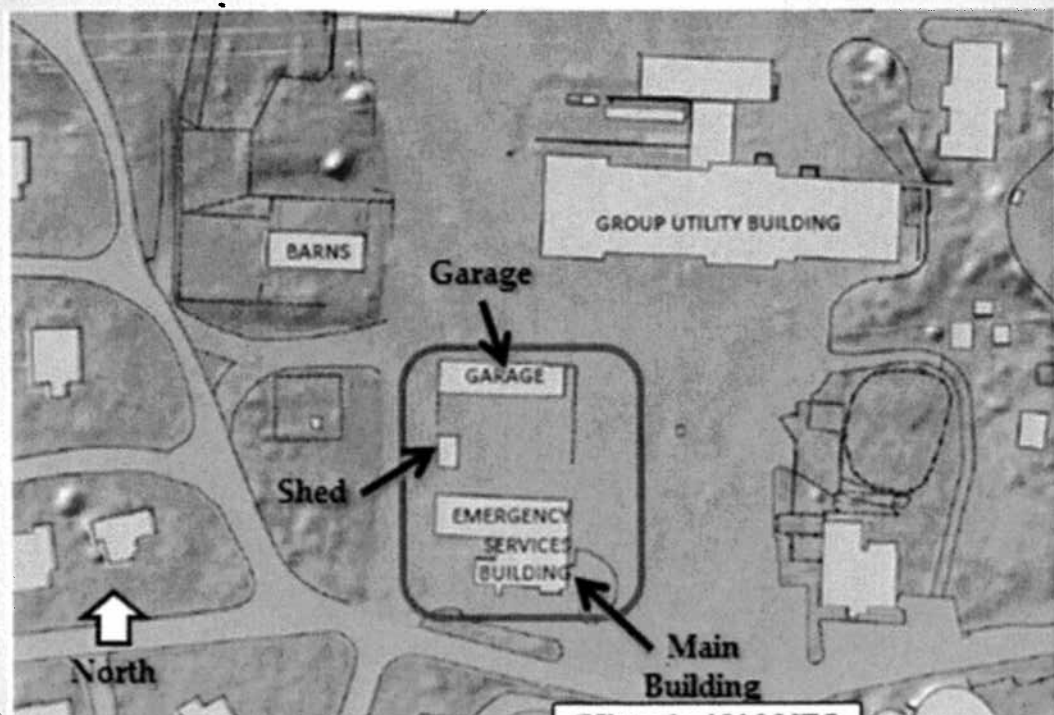 GROUP UTILITY BUILDING
BARNS
Garage
GARAGE
Shed
EMERGENCY
SERVICES
BUILDING
North
Main
Building